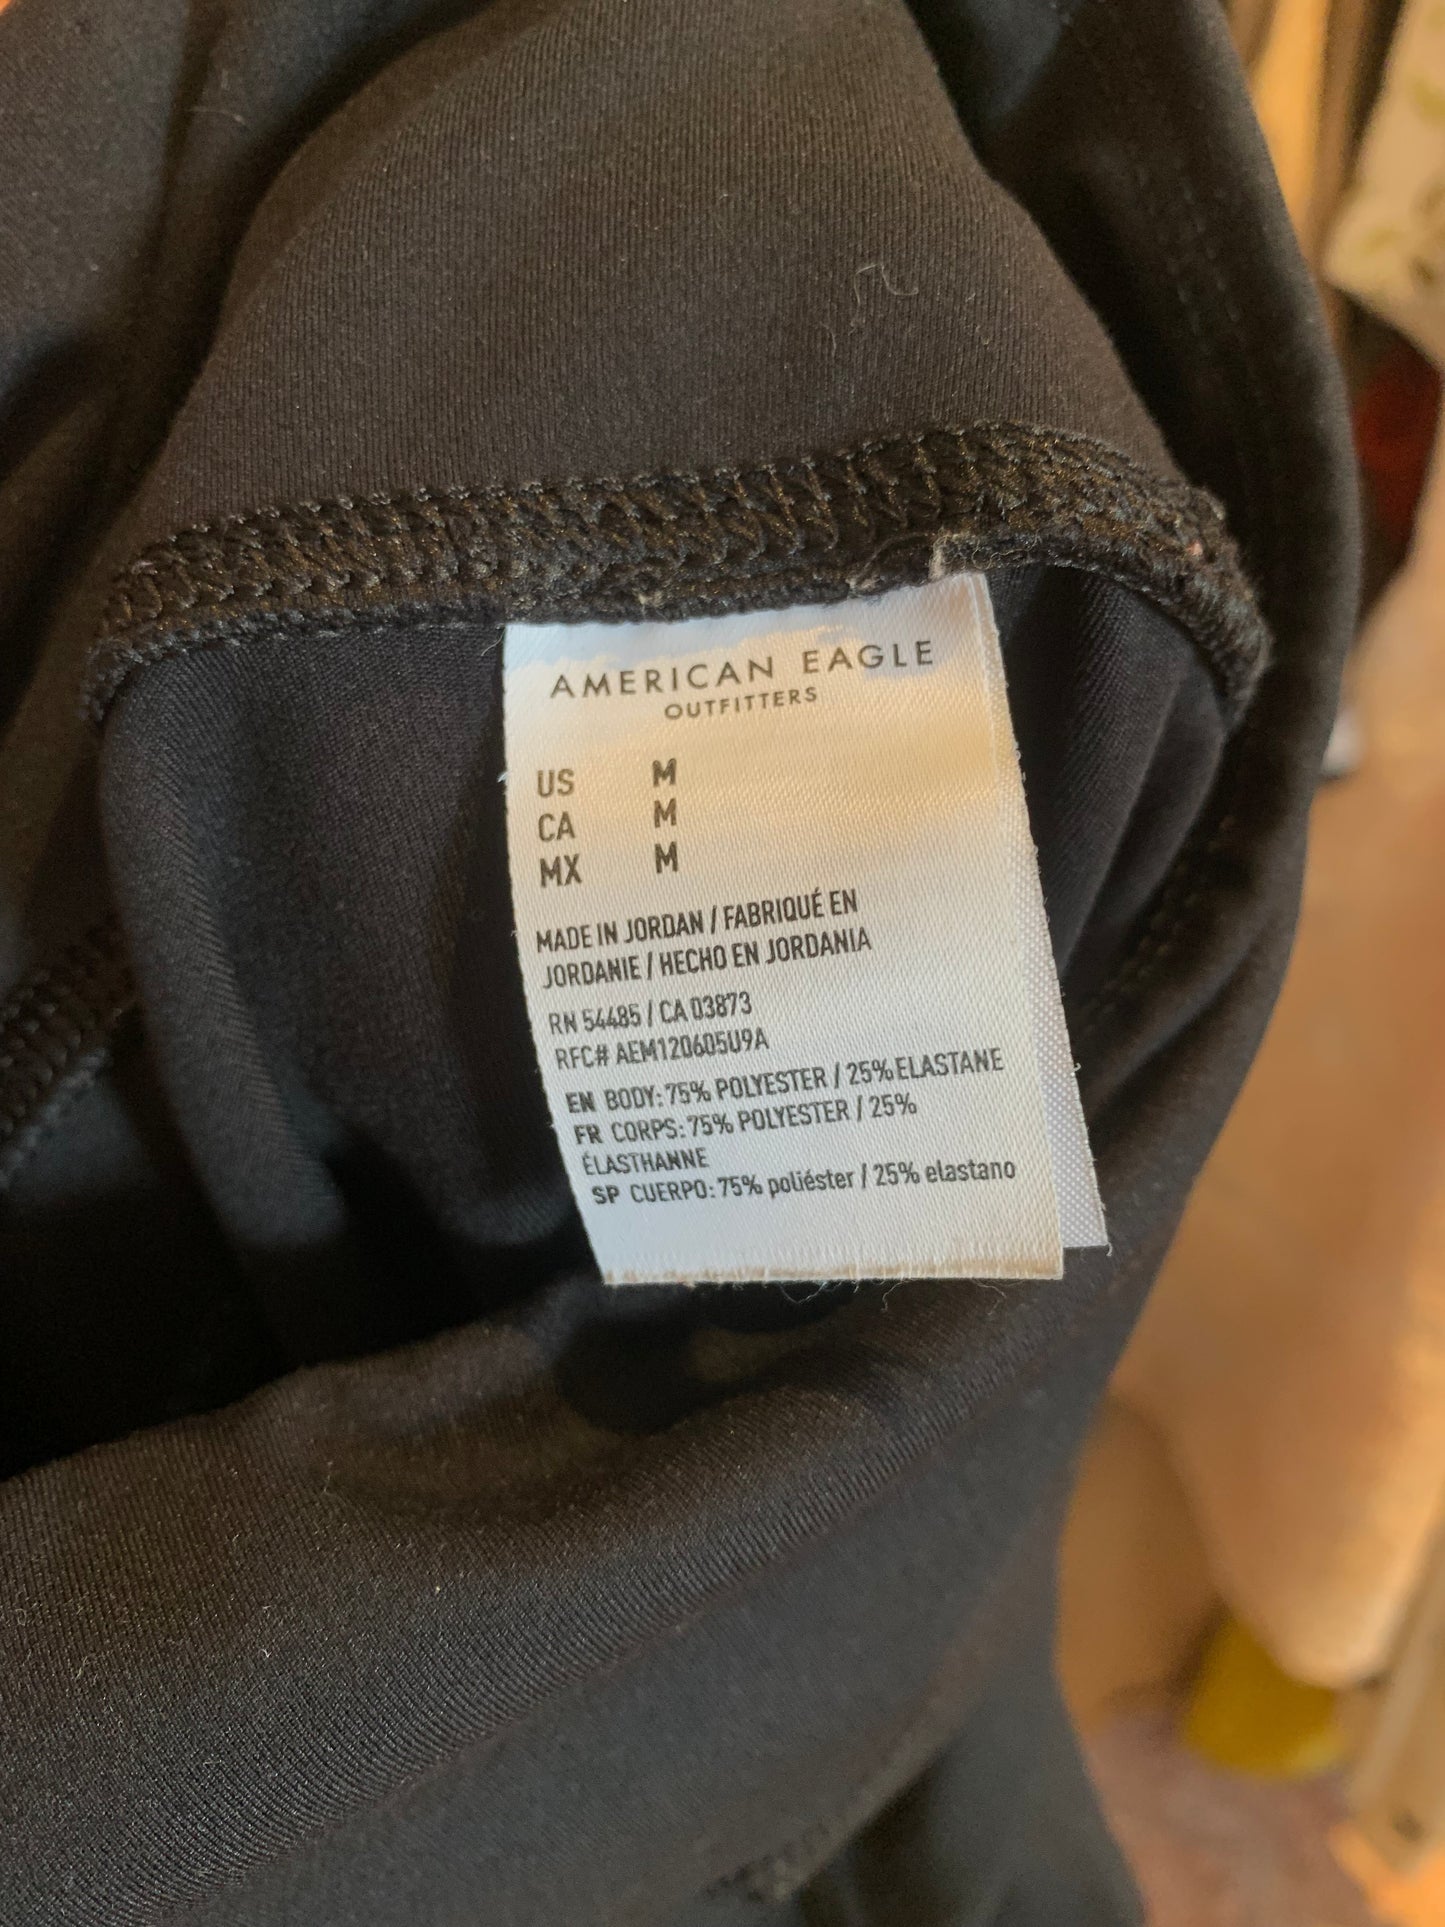 AMERICAN EAGLE
OUTFITTERS
US M
CA M
MX M
MADE IN JORDAN / FABRIQUÉ EN
JORDANIE / HECHO EN JORDANIA
RN 54485 / CA 03873
RFC# AEM120605U9A
EN BODY: 75% POLYESTER / 25% ELASTANE
FR CORPS: 75% POLYESTER / 25%
ÉLASTHANNE
SP CUERPO: 75% poliéster / 25% elastano